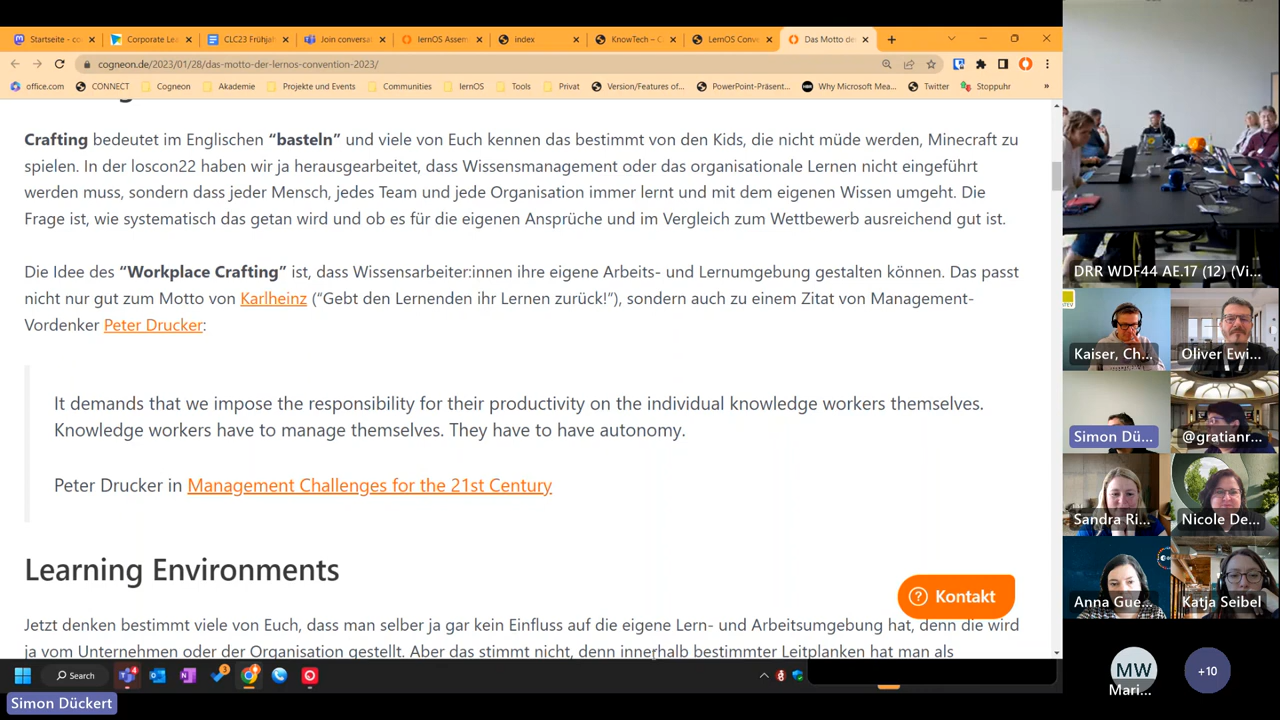 Startseite - co
Corporate Lea
CLC23 Frühjah
Join conversat
lernOS Assem
index
KnowTech – C
LernOS Conv
Das Motto de
cogneon.de/2023/01/28/das-motto-der-lernos-convention-2023/
office.com
CONNECT
Cogneon
Akademie
Projekte und Events
Communities
lernOS
Tools
Privat
Version/Features of...
PowerPoint-Präsent...
Why Microsoft Mea...
Twitter
Stoppuhr
»
Crafting bedeutet im Englischen “basteln” und viele von Euch kennen das bestimmt von den Kids, die nicht müde werden, Minecraft zu
spielen. In der loscon22 haben wir ja herausgearbeitet, dass Wissensmanagement oder das organisationale Lernen nicht eingeführt
werden muss, sondern dass jeder Mensch, jedes Team und jede Organisation immer lernt und mit dem eigenen Wissen umgeht. Die
Frage ist, wie systematisch das getan wird und ob es für die eigenen Ansprüche und im Vergleich zum Wettbewerb ausreichend gut ist.
Die Idee des “Workplace Crafting” ist, dass Wissensarbeiter:innen ihre eigene Arbeits- und Lernumgebung gestalten können. Das passt
nicht nur gut zum Motto von Karlheinz (“Gebt den Lernenden ihr Lernen zurück!”), sondern auch zu einem Zitat von Management-
Vordenker Peter Drucker:
It demands that we impose the responsibility for their productivity on the individual knowledge workers themselves.
Knowledge workers have to manage themselves. They have to have autonomy.
Peter Drucker in Management Challenges for the 21st Century
Learning Environments
Kontakt
Jetzt denken bestimmt viele von Euch, dass man selber ja gar kein Einfluss auf die eigene Lern- und Arbeitsumgebung hat, denn die wird
ja vom Unternehmen oder der Organisation gestellt. Aber das stimmt nicht, denn innerhalb bestimmter Leitplanken hat man als
Search
Simon Dückert
DRR WDF44 AE.17 (12) (Vi...
Kaiser, Ch...
Oliver Ewi...
Simon Dü...
@gratianr...
Sandra Ri...
Nicole De...
Anna Gue...
Katja Seibel
MW
Mari...
+10